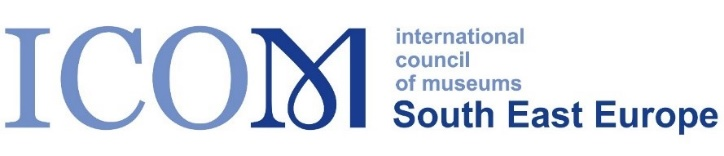 ICOM
international
council
of museums
South East Europe